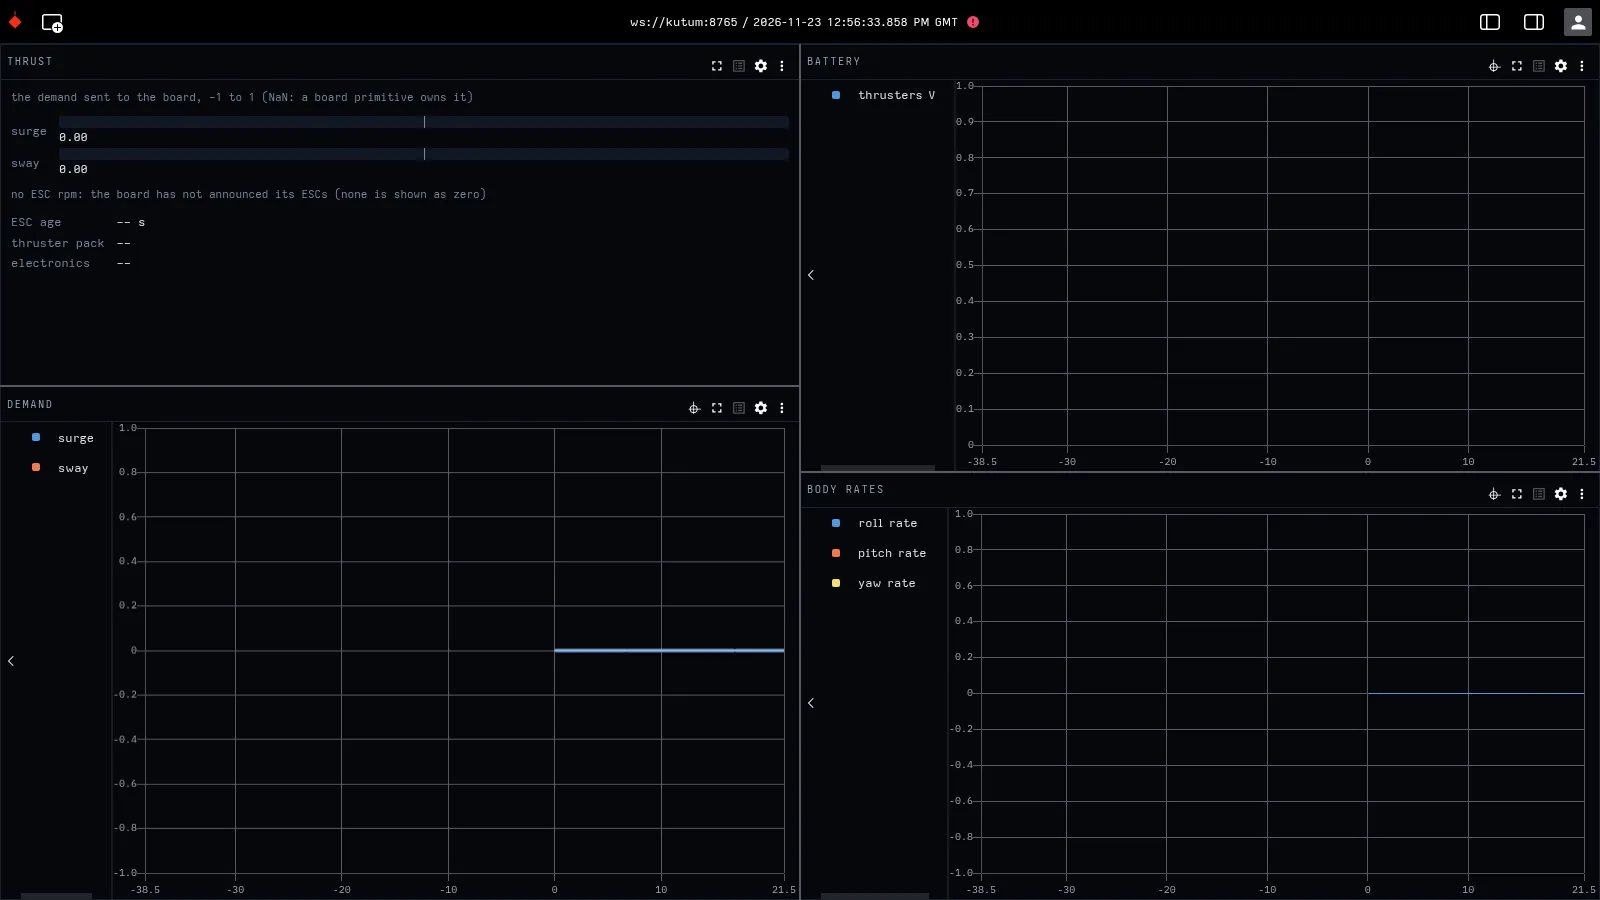 ws://kutum:8765 / 2026-11-23 12:56:33.858 PM GMT
THRUST
the demand sent to the board, -1 to 1 (NaN: a board primitive owns it)
surge
0.00
sway
0.00
no ESC rpm: the board has not announced its ESCs (none is shown as zero)
ESC age -- s
thruster pack --
electronics --
DEMAND
surge
sway
1.0
0.8
0.6
0.4
0.2
0
-0.2
-0.4
-0.6
-0.8
-1.0
-38.5 -30 -20 -10 0 10 21.5
BATTERY
thrusters V
1.0
0.9
0.8
0.7
0.6
0.5
0.4
0.3
0.2
0.1
0
-38.5 -30 -20 -10 0 10 21.5
BODY RATES
roll rate
pitch rate
yaw rate
1.0
0.8
0.6
0.4
0.2
0
-0.2
-0.4
-0.6
-0.8
-1.0
-38.5 -30 -20 -10 0 10 21.5